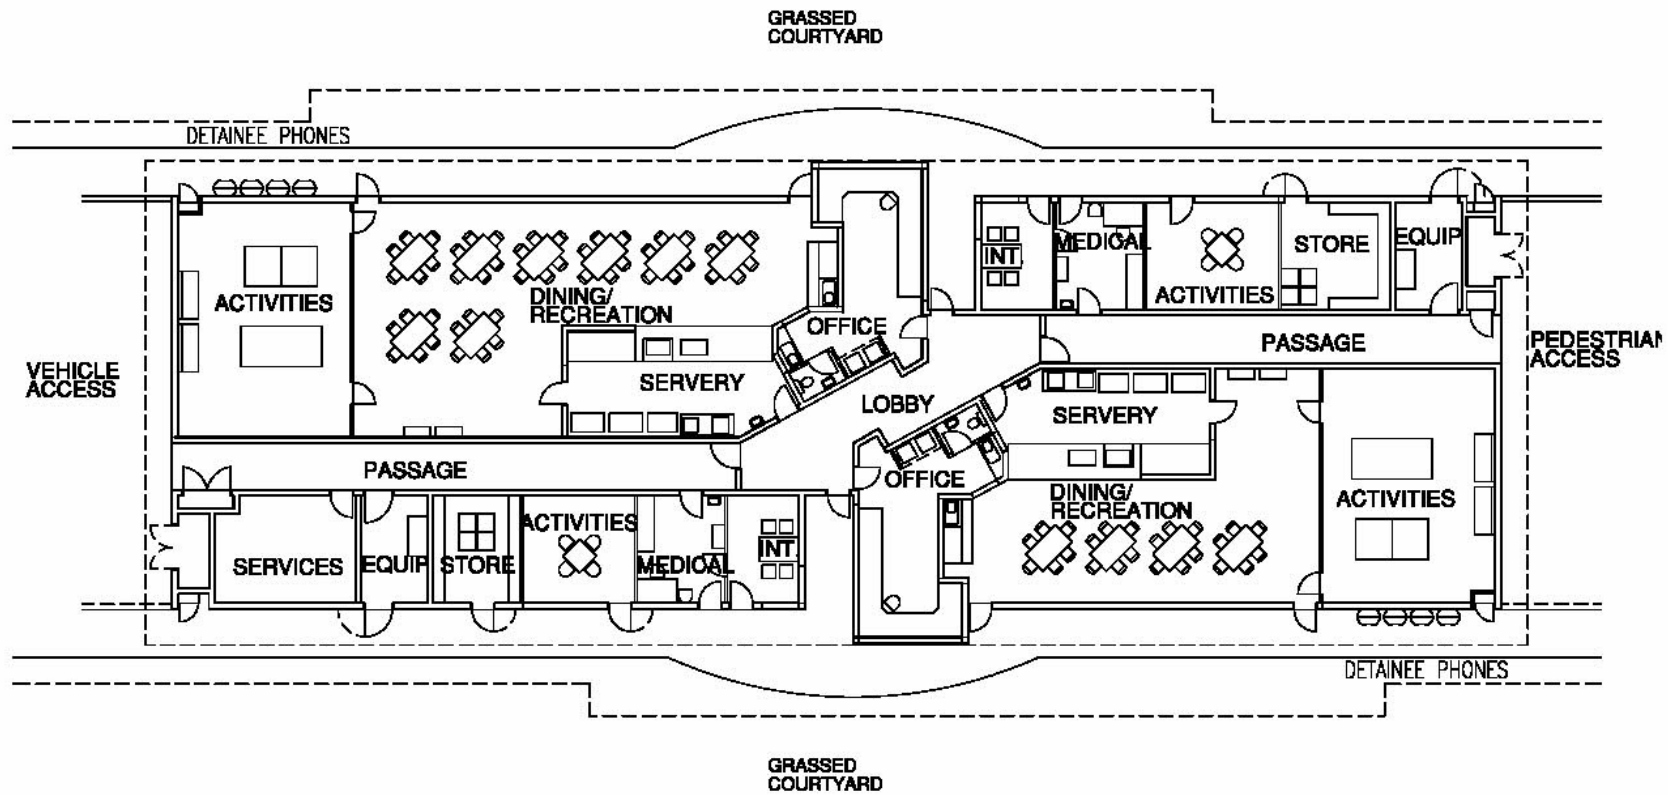 GRASSED
COURTYARD
DETAINEE PHONES
MEDICAL
EQUIP
STORE
INT
ACTIVITIES
ACTIVITIES
DINING/
RECREATION
OFFICE
PASSAGE
PEDESTRIAN
ACCESS
VEHICLE
ACCESS
SERVERY
LOBBY
SERVERY
PASSAGE
OFFICE
DINING/
RECREATION
ACTIVITIES
ACTIVITIES
INT
SERVICES
EQUIP
STORE
MEDICAL
DETAINEE PHONES
GRASSED
COURTYARD